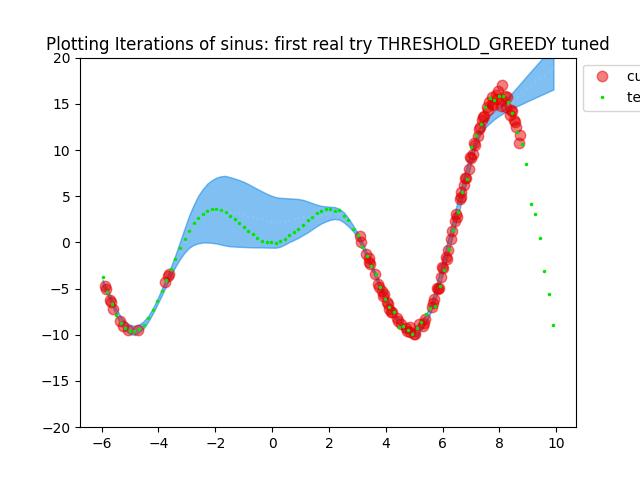 Plotting Iterations of sinus: first real try THRESHOLD_GREEDY tuned
20
15
10
5
0
−5
−10
−15
−20
−6 −4 −2 0 2 4 6 8 10
cu
te